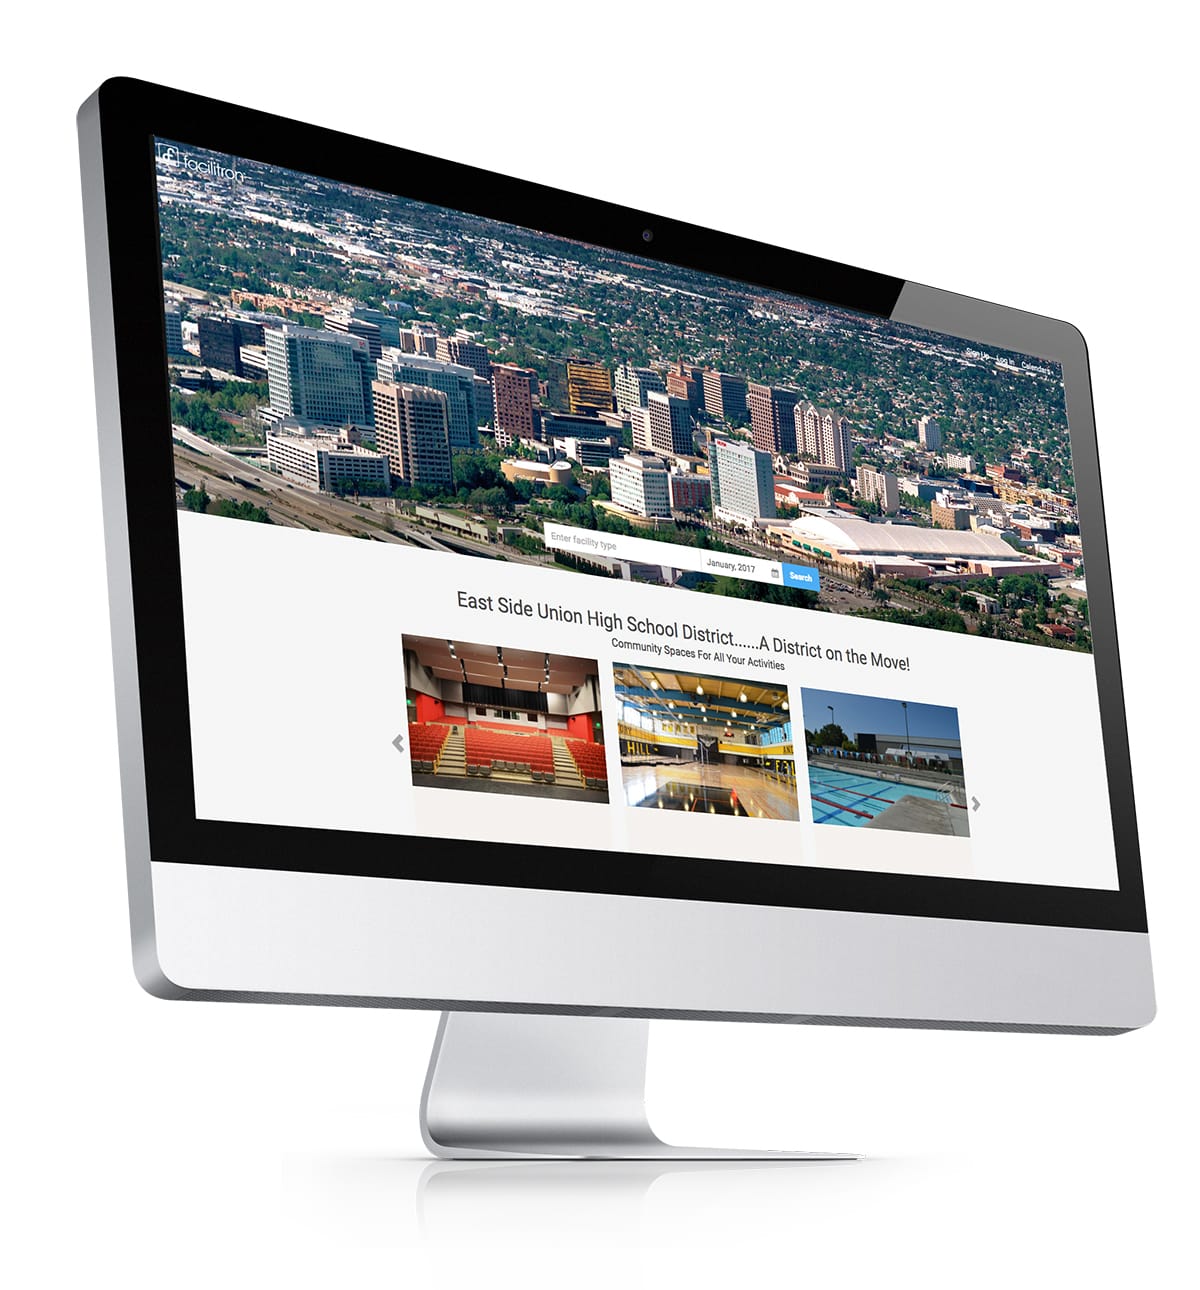 facilitron
Sign Up Log In Calendars
Enter facility type
January, 2017
Search
East Side Union High School District......A District on the Move!
Community Spaces For All Your Activities
HILL